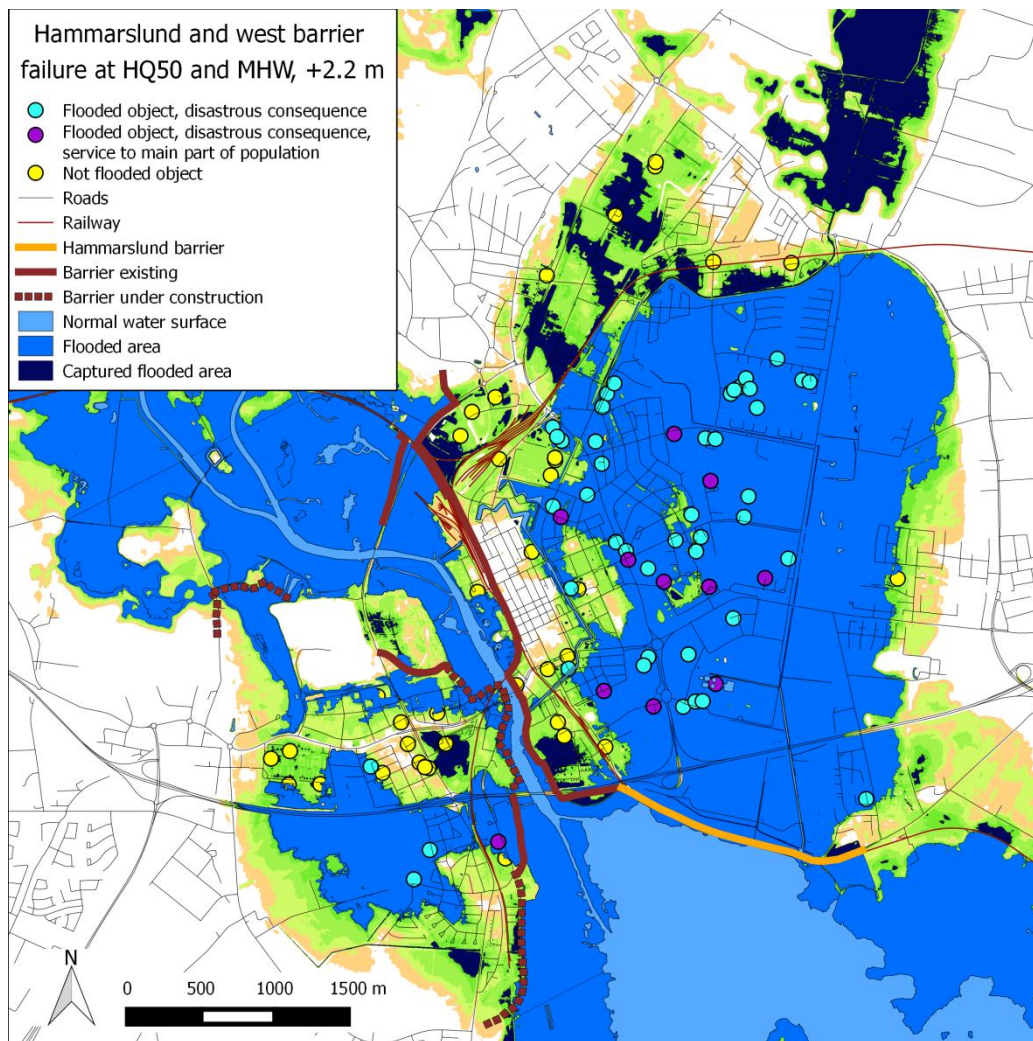 Hammarslund and west barrier
failure at HQ50 and MHW, +2.2 m
Flooded object, disastrous consequence
Flooded object, disastrous consequence,
service to main part of population
Not flooded object
Roads
Railway
Hammarslund barrier
Barrier existing
Barrier under construction
Normal water surface
Flooded area
Captured flooded area
N
0 500 1000 1500 m